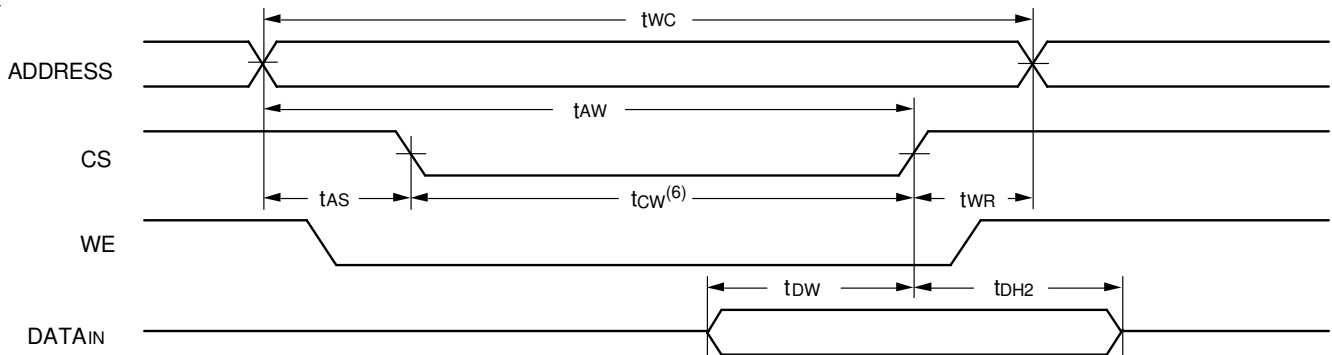 tWC
ADDRESS
tAW
CS
tAS
tCW(6)
tWR
WE
tDW
tDH2
DATAIN